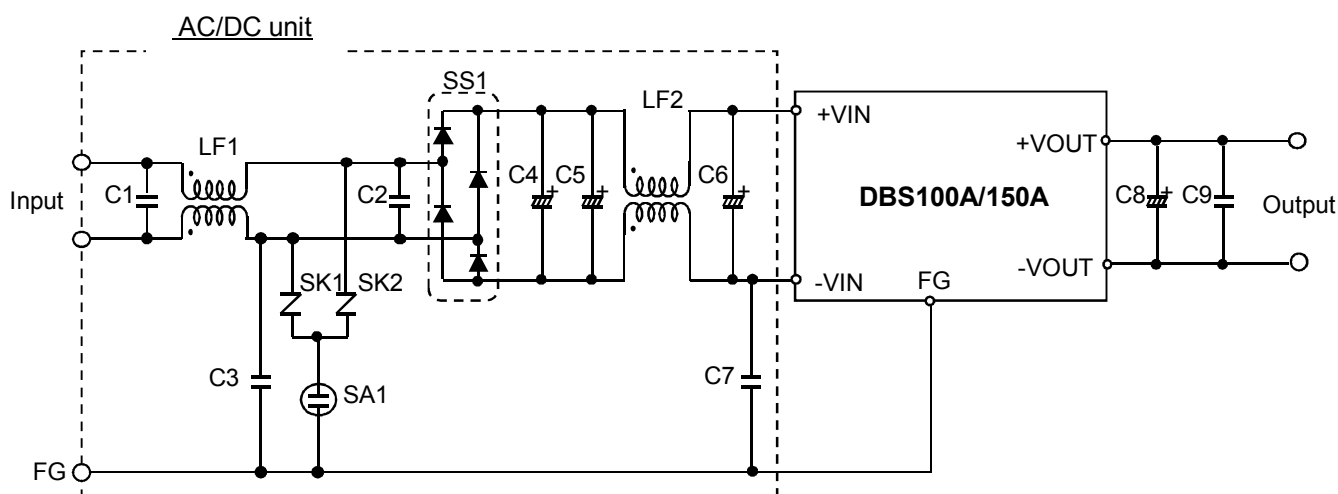 AC/DC unit
SS1
LF2
+VIN
LF1
+VOUT
Input
C1
C2
C4
C5
C6
DBS100A/150A
C8
C9
Output
SK1
SK2
-VIN
FG
-VOUT
C3
SA1
C7
FG